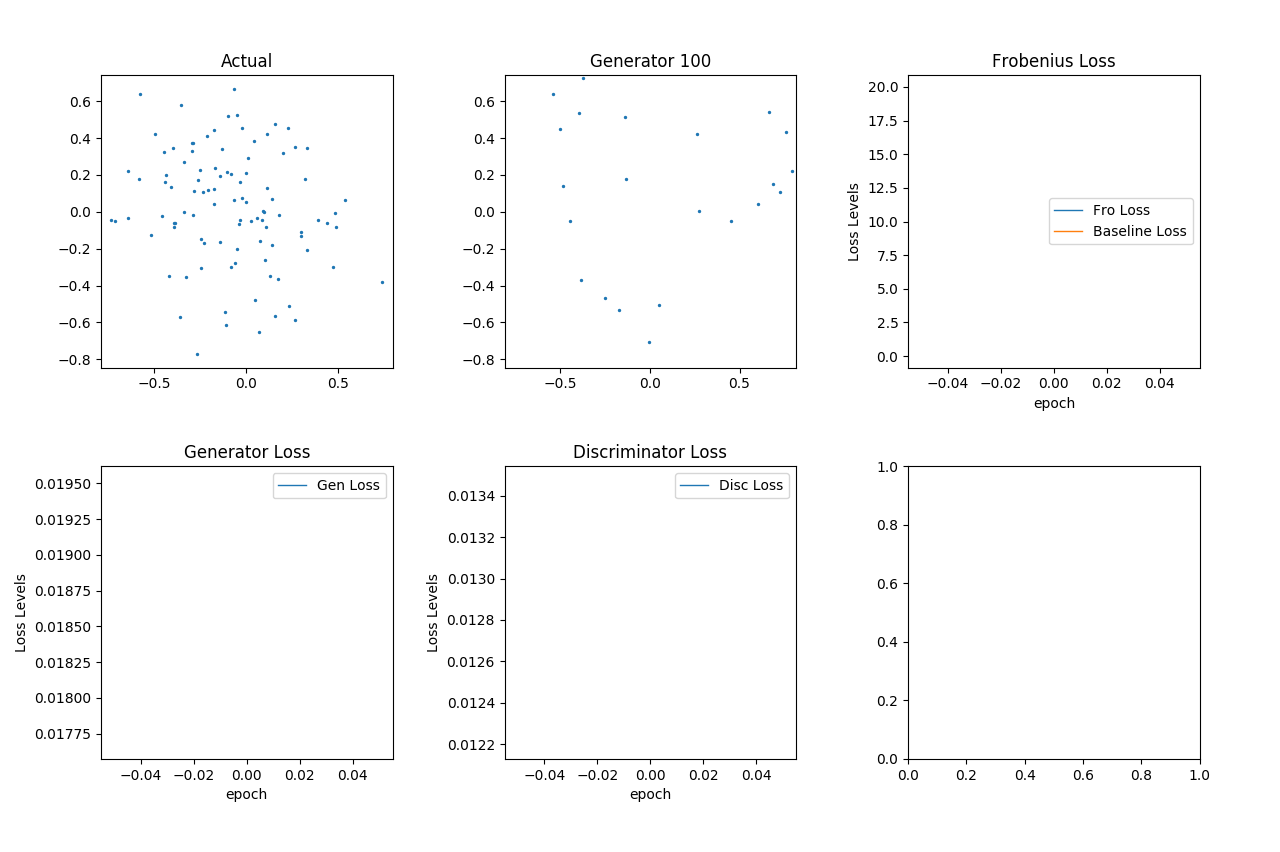 Actual
0.6
0.4
0.2
0.0
−0.2
−0.4
−0.6
−0.8
−0.5 0.0 0.5
Generator 100
0.6
0.4
0.2
0.0
−0.2
−0.4
−0.6
−0.8
−0.5 0.0 0.5
Frobenius Loss
Loss Levels
20.0
17.5
15.0
12.5
10.0
7.5
5.0
2.5
0.0
Fro Loss
Baseline Loss
−0.04 −0.02 0.00 0.02 0.04
epoch
Generator Loss
Loss Levels
0.01950
0.01925
0.01900
0.01875
0.01850
0.01825
0.01800
0.01775
Gen Loss
−0.04 −0.02 0.00 0.02 0.04
epoch
Discriminator Loss
Loss Levels
0.0134
0.0132
0.0130
0.0128
0.0126
0.0124
0.0122
Disc Loss
−0.04 −0.02 0.00 0.02 0.04
epoch
1.0
0.8
0.6
0.4
0.2
0.0
0.0 0.2 0.4 0.6 0.8 1.0